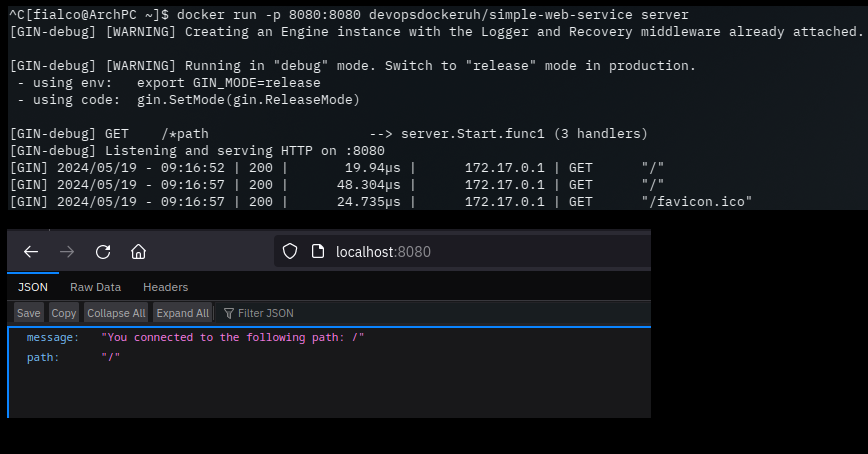 ^C[fialco@ArchPC ~]$ docker run -p 8080:8080 devopsdockeruh/simple-web-service server
[GIN-debug] [WARNING] Creating an Engine instance with the Logger and Recovery middleware already attached.
[GIN-debug] [WARNING] Running in "debug" mode. Switch to "release" mode in production.
 - using env:   export GIN_MODE=release
 - using code:  gin.SetMode(gin.ReleaseMode)
[GIN-debug] GET    /*path                    --> server.Start.func1 (3 handlers)
[GIN-debug] Listening and serving HTTP on :8080
[GIN] 2024/05/19 - 09:16:52 | 200 |       19.94µs |      172.17.0.1 | GET      "/"
[GIN] 2024/05/19 - 09:16:57 | 200 |      48.304µs |      172.17.0.1 | GET      "/"
[GIN] 2024/05/19 - 09:16:57 | 200 |      24.735µs |      172.17.0.1 | GET      "/favicon.ico"
localhost:8080
JSON Raw Data Headers
Save Copy Collapse All Expand All Filter JSON
message: "You connected to the following path: /"
path: "/"